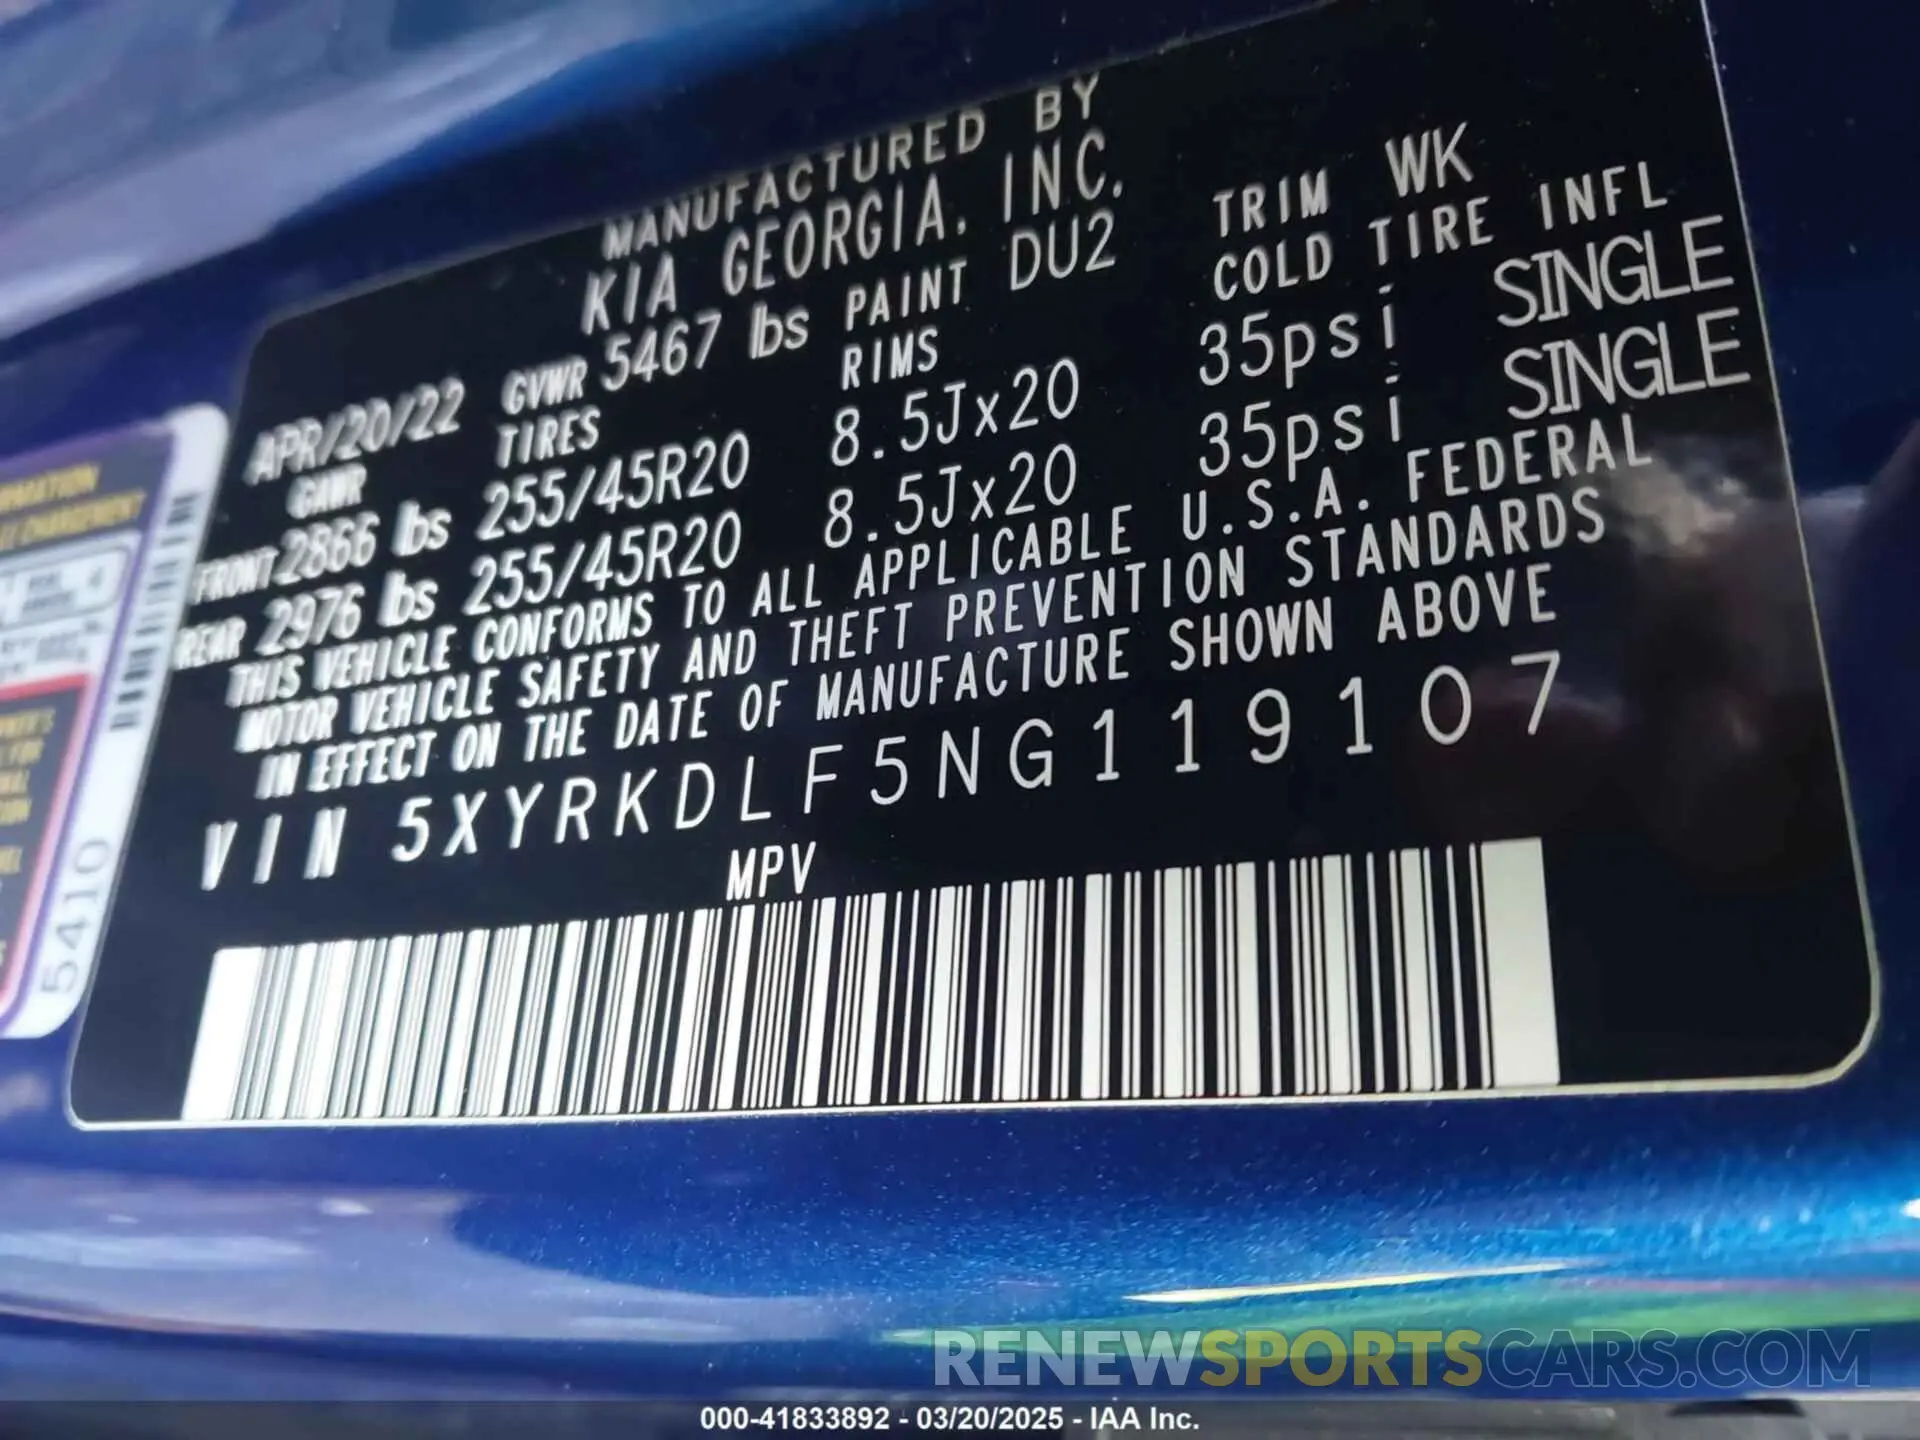 MANUFACTURED BY
KIA GEORGIA, INC.
APR/20/22 GVWR 5467 lbs PAINT DU2 TRIM WK
GAWR TIRES RIMS COLD TIRE INFL
FRONT 2866 lbs 255/45R20 8.5Jx20 35psi SINGLE
REAR 2976 lbs 255/45R20 8.5Jx20 35psi SINGLE
THIS VEHICLE CONFORMS TO ALL APPLICABLE U.S.A. FEDERAL
MOTOR VEHICLE SAFETY AND THEFT PREVENTION STANDARDS
IN EFFECT ON THE DATE OF MANUFACTURE SHOWN ABOVE
VIN 5XYRKDLF5NG119107
MPV
5410
RENEWSPORTSCARS.COM
000-41833892 - 03/20/2025 - IAA Inc.